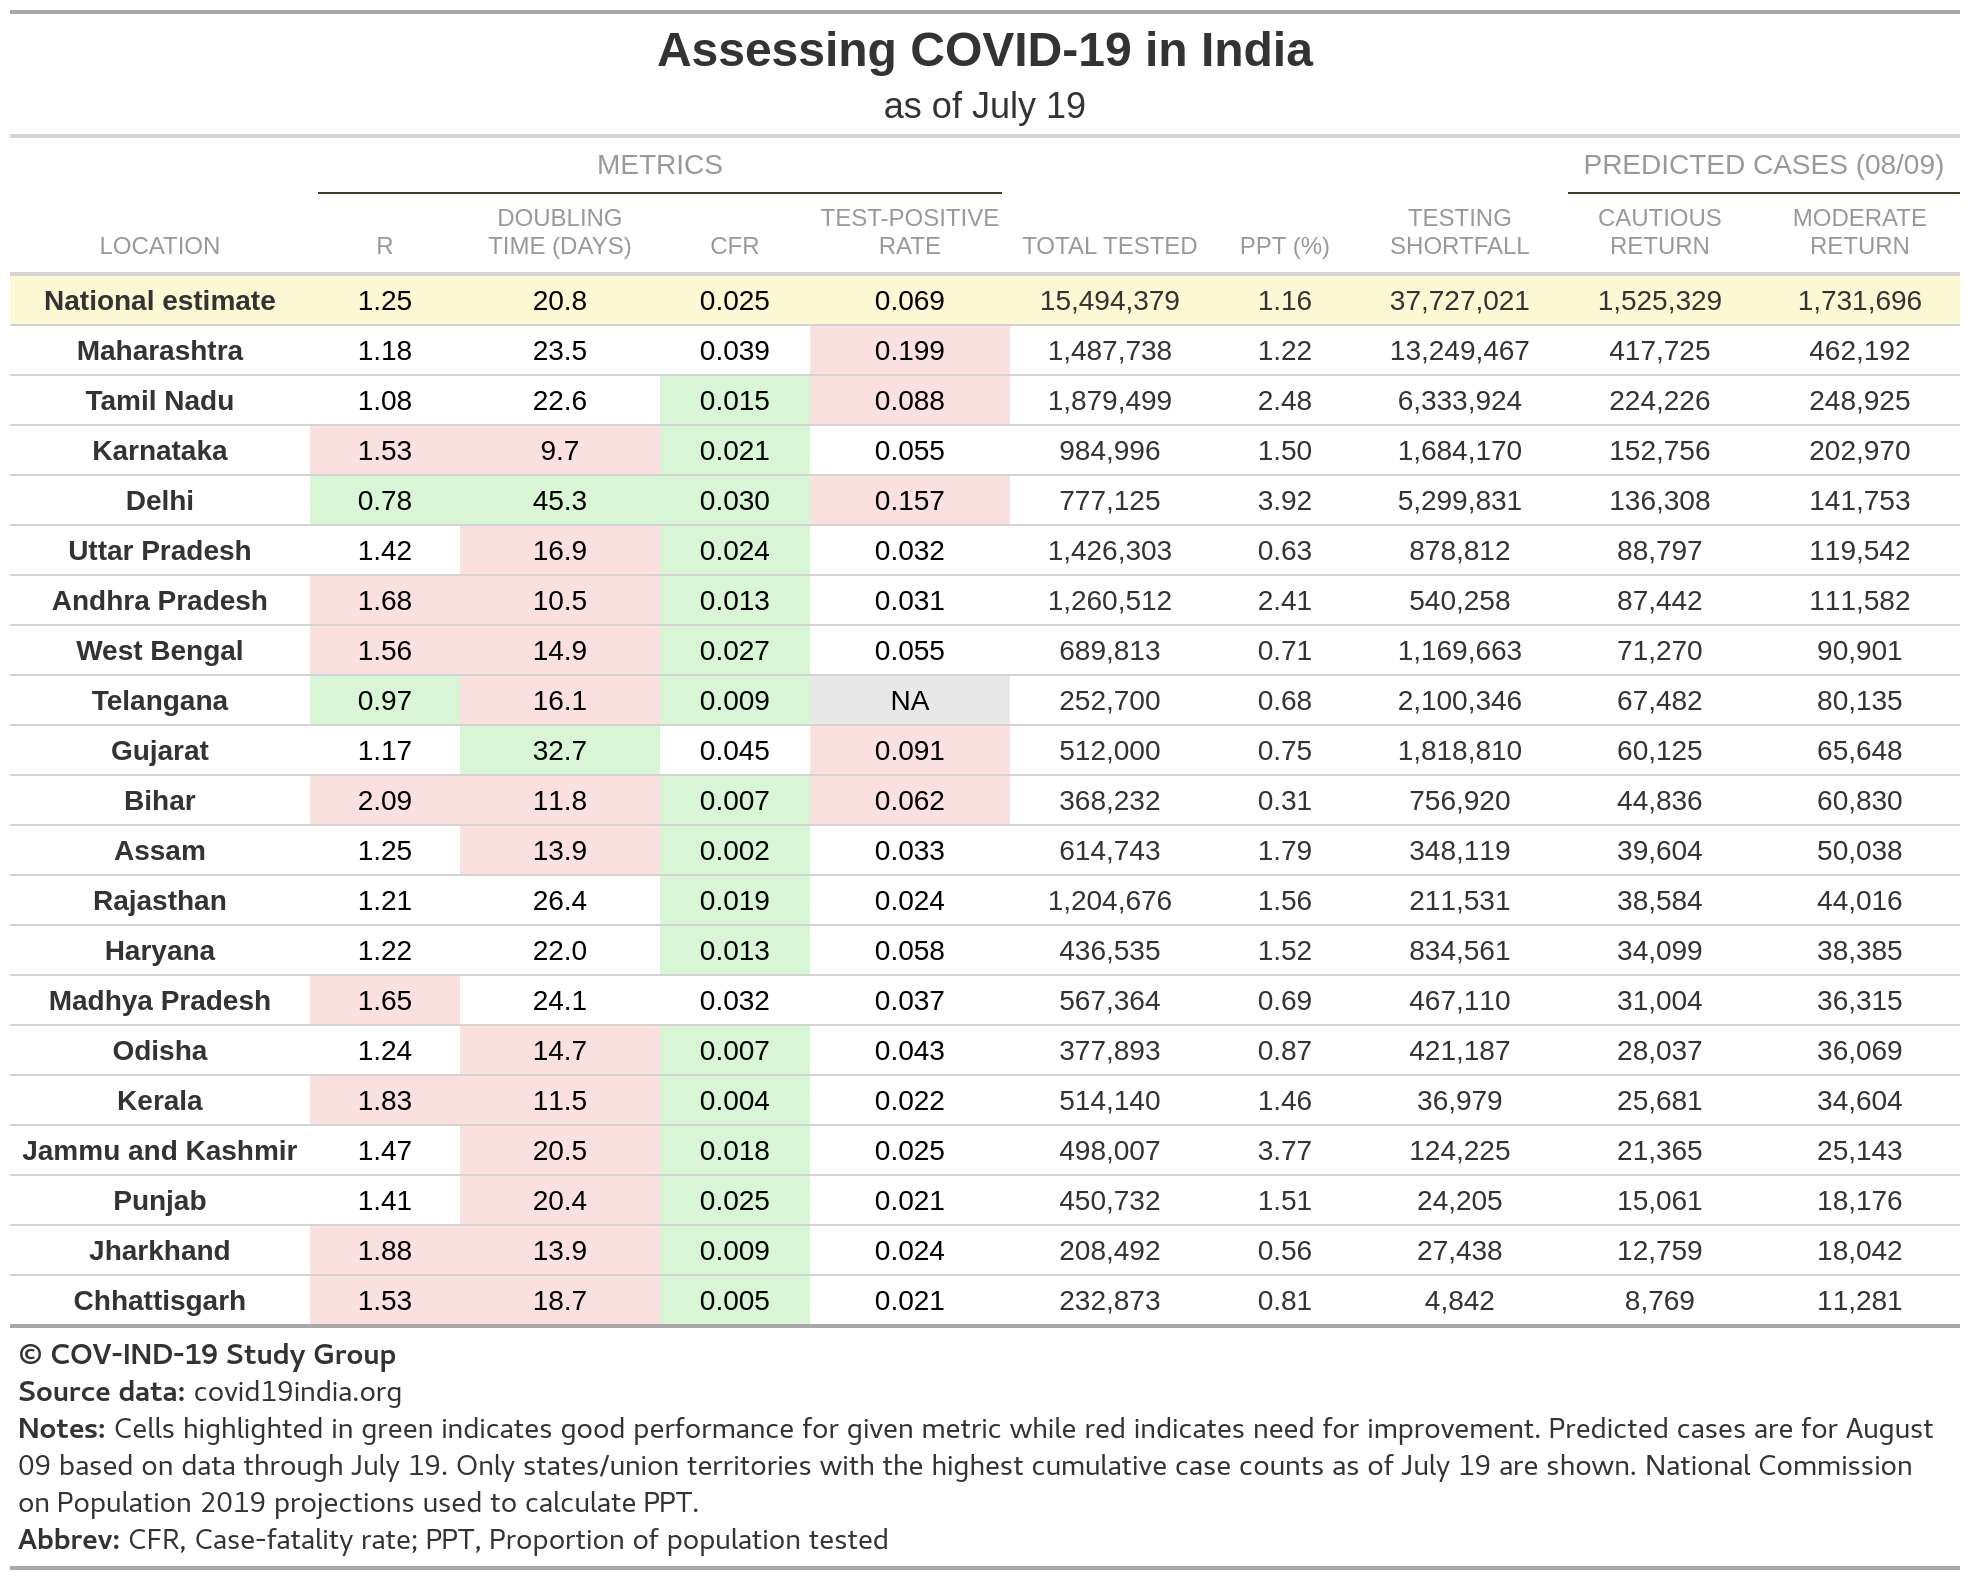 Assessing COVID-19 in India
as of July 19
METRICS PREDICTED CASES (08/09)
LOCATION R DOUBLING TIME (DAYS) CFR TEST-POSITIVE RATE TOTAL TESTED PPT (%) TESTING SHORTFALL CAUTIOUS RETURN MODERATE RETURN
National estimate 1.25 20.8 0.025 0.069 15,494,379 1.16 37,727,021 1,525,329 1,731,696
Maharashtra 1.18 23.5 0.039 0.199 1,487,738 1.22 13,249,467 417,725 462,192
Tamil Nadu 1.08 22.6 0.015 0.088 1,879,499 2.48 6,333,924 224,226 248,925
Karnataka 1.53 9.7 0.021 0.055 984,996 1.50 1,684,170 152,756 202,970
Delhi 0.78 45.3 0.030 0.157 777,125 3.92 5,299,831 136,308 141,753
Uttar Pradesh 1.42 16.9 0.024 0.032 1,426,303 0.63 878,812 88,797 119,542
Andhra Pradesh 1.68 10.5 0.013 0.031 1,260,512 2.41 540,258 87,442 111,582
West Bengal 1.56 14.9 0.027 0.055 689,813 0.71 1,169,663 71,270 90,901
Telangana 0.97 16.1 0.009 NA 252,700 0.68 2,100,346 67,482 80,135
Gujarat 1.17 32.7 0.045 0.091 512,000 0.75 1,818,810 60,125 65,648
Bihar 2.09 11.8 0.007 0.062 368,232 0.31 756,920 44,836 60,830
Assam 1.25 13.9 0.002 0.033 614,743 1.79 348,119 39,604 50,038
Rajasthan 1.21 26.4 0.019 0.024 1,204,676 1.56 211,531 38,584 44,016
Haryana 1.22 22.0 0.013 0.058 436,535 1.52 834,561 34,099 38,385
Madhya Pradesh 1.65 24.1 0.032 0.037 567,364 0.69 467,110 31,004 36,315
Odisha 1.24 14.7 0.007 0.043 377,893 0.87 421,187 28,037 36,069
Kerala 1.83 11.5 0.004 0.022 514,140 1.46 36,979 25,681 34,604
Jammu and Kashmir 1.47 20.5 0.018 0.025 498,007 3.77 124,225 21,365 25,143
Punjab 1.41 20.4 0.025 0.021 450,732 1.51 24,205 15,061 18,176
Jharkhand 1.88 13.9 0.009 0.024 208,492 0.56 27,438 12,759 18,042
Chhattisgarh 1.53 18.7 0.005 0.021 232,873 0.81 4,842 8,769 11,281
© COV-IND-19 Study Group
Source data: covid19india.org
Notes: Cells highlighted in green indicates good performance for given metric while red indicates need for improvement. Predicted cases are for August
09 based on data through July 19. Only states/union territories with the highest cumulative case counts as of July 19 are shown. National Commission
on Population 2019 projections used to calculate PPT.
Abbrev: CFR, Case-fatality rate; PPT, Proportion of population tested